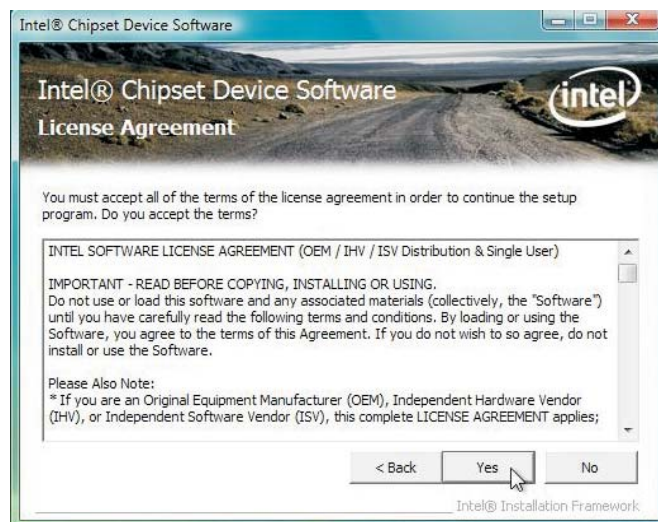 Intel® Chipset Device Software
Intel® Chipset Device Software
intel
License Agreement
You must accept all of the terms of the license agreement in order to continue the setup
program. Do you accept the terms?
INTEL SOFTWARE LICENSE AGREEMENT (OEM / IHV / ISV Distribution & Single User)
IMPORTANT - READ BEFORE COPYING, INSTALLING OR USING.
Do not use or load this software and any associated materials (collectively, the "Software")
until you have carefully read the following terms and conditions. By loading or using the
Software, you agree to the terms of this Agreement. If you do not wish to so agree, do not
install or use the Software.
Please Also Note:
* If you are an Original Equipment Manufacturer (OEM), Independent Hardware Vendor
(IHV), or Independent Software Vendor (ISV), this complete LICENSE AGREEMENT applies;
< Back Yes No
Intel® Installation Framework